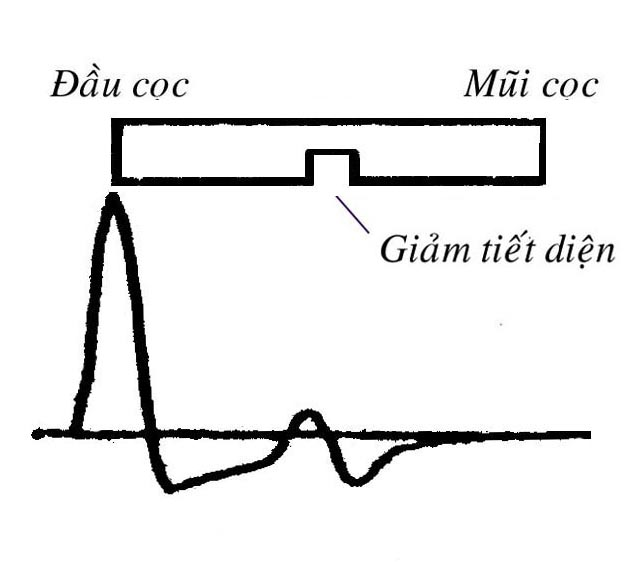 Đầu cọc
Mũi cọc
Giảm tiết diện